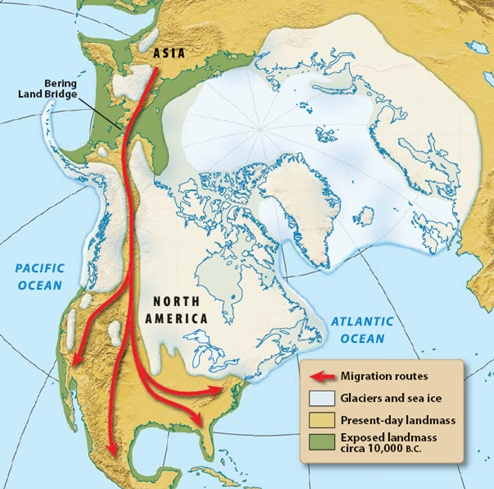 ASIA
Bering
Land Bridge
PACIFIC
OCEAN
NORTH
AMERICA
ATLANTIC
OCEAN
Migration routes
Glaciers and sea ice
Present-day landmass
Exposed landmass
circa 10,000 B.C.